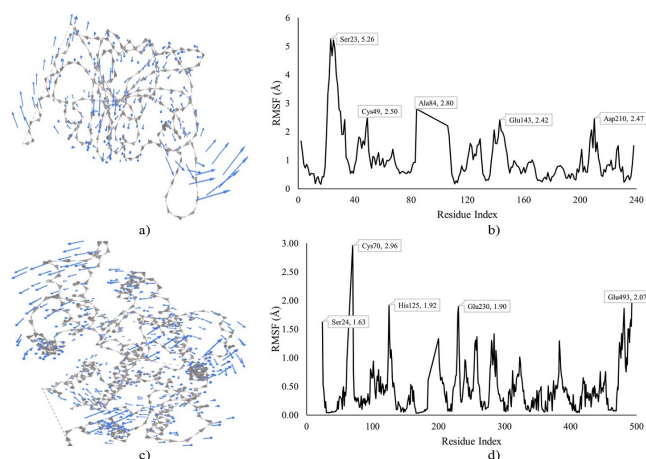 6
5
4
3
2
1
0
RMSF (Å)
Ser23, 5.26
Cys49, 2.50
Ala84, 2.80
Glu143, 2.42
Asp210, 2.47
0
40
80
120
160
200
240
Residue Index
a)
b)
3.00
2.50
2.00
1.50
1.00
0.50
0.00
RMSF (Å)
Cys70, 2.96
Ser24, 1.63
His125, 1.92
Glu230, 1.90
Glu493, 2.07
0
100
200
300
400
500
Residue Index
c)
d)